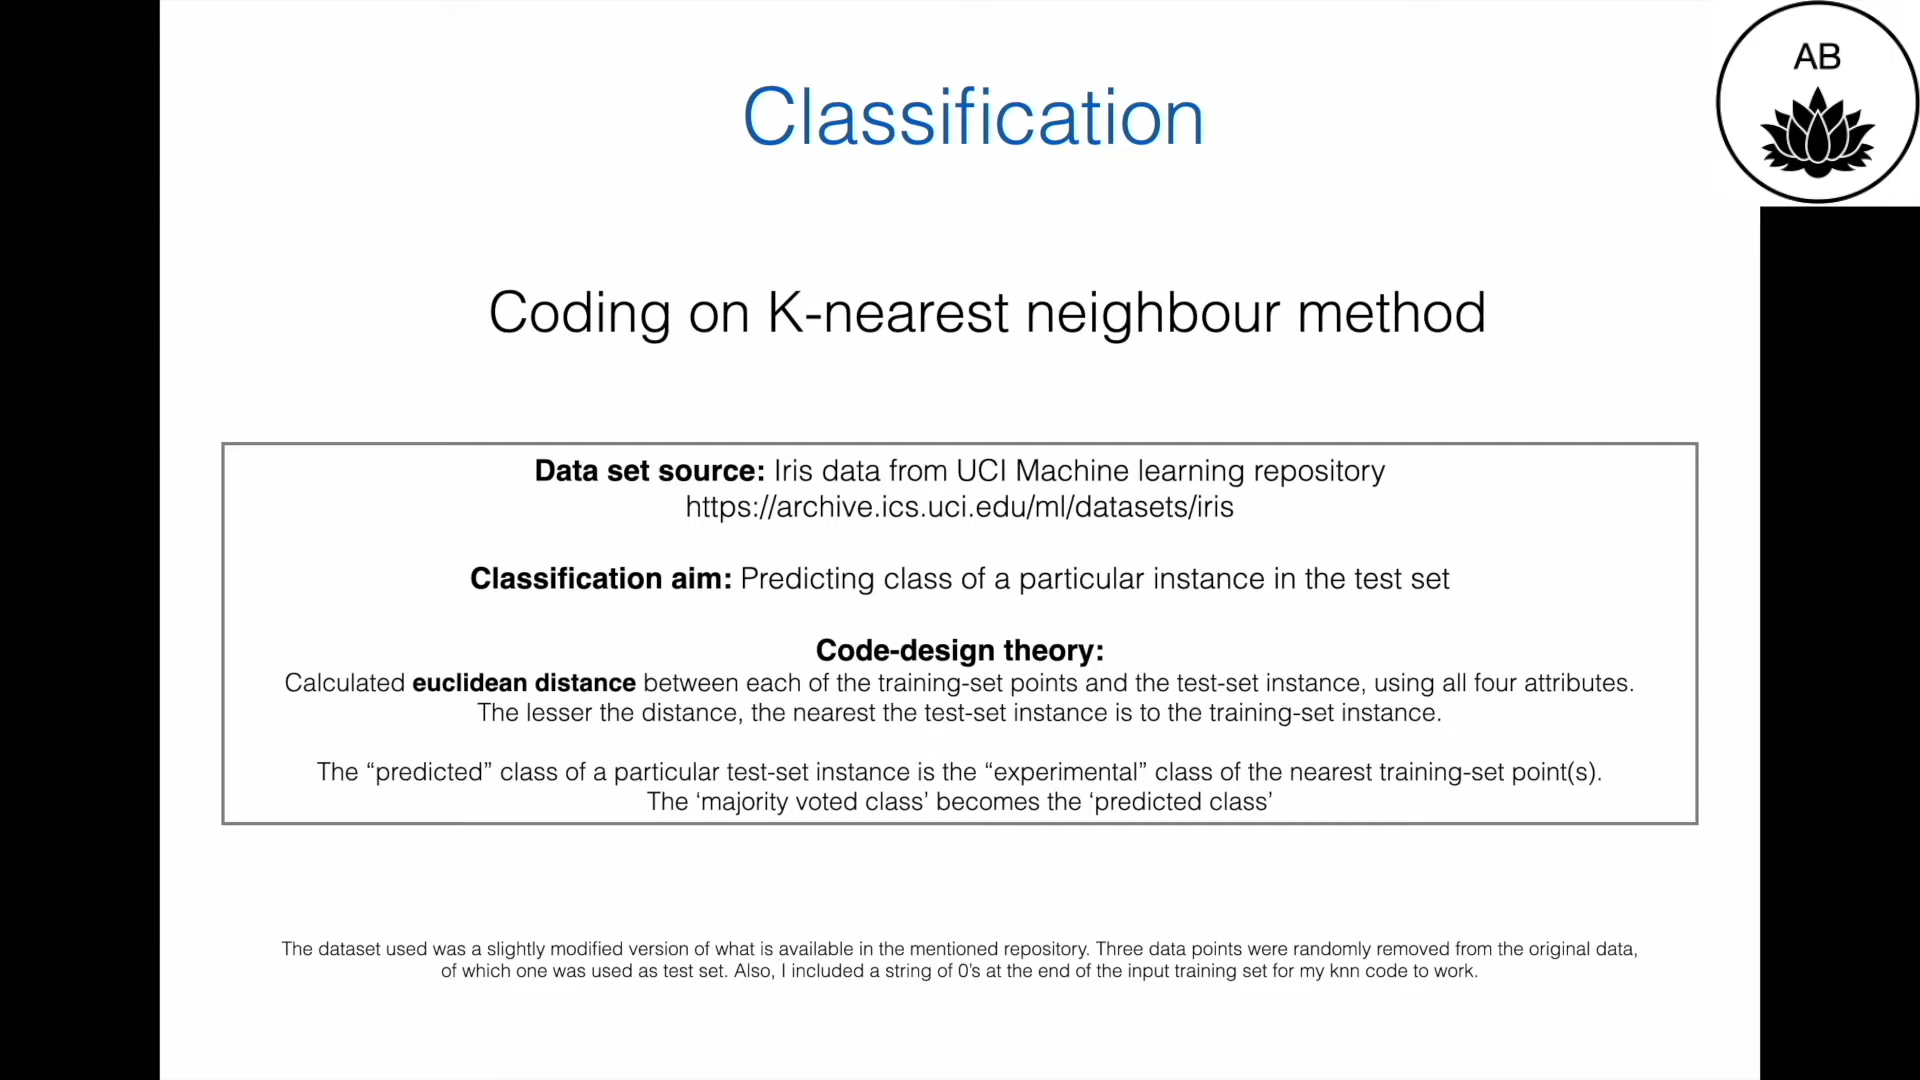 AB
Classification
Coding on K-nearest neighbour method
Data set source: Iris data from UCI Machine learning repository
https://archive.ics.uci.edu/ml/datasets/iris
Classification aim: Predicting class of a particular instance in the test set
Code-design theory:
Calculated euclidean distance between each of the training-set points and the test-set instance, using all four attributes.
The lesser the distance, the nearest the test-set instance is to the training-set instance.
The “predicted” class of a particular test-set instance is the “experimental” class of the nearest training-set point(s).
The ‘majority voted class’ becomes the ‘predicted class’
The dataset used was a slightly modified version of what is available in the mentioned repository. Three data points were randomly removed from the original data,
of which one was used as test set. Also, I included a string of 0’s at the end of the input training set for my knn code to work.